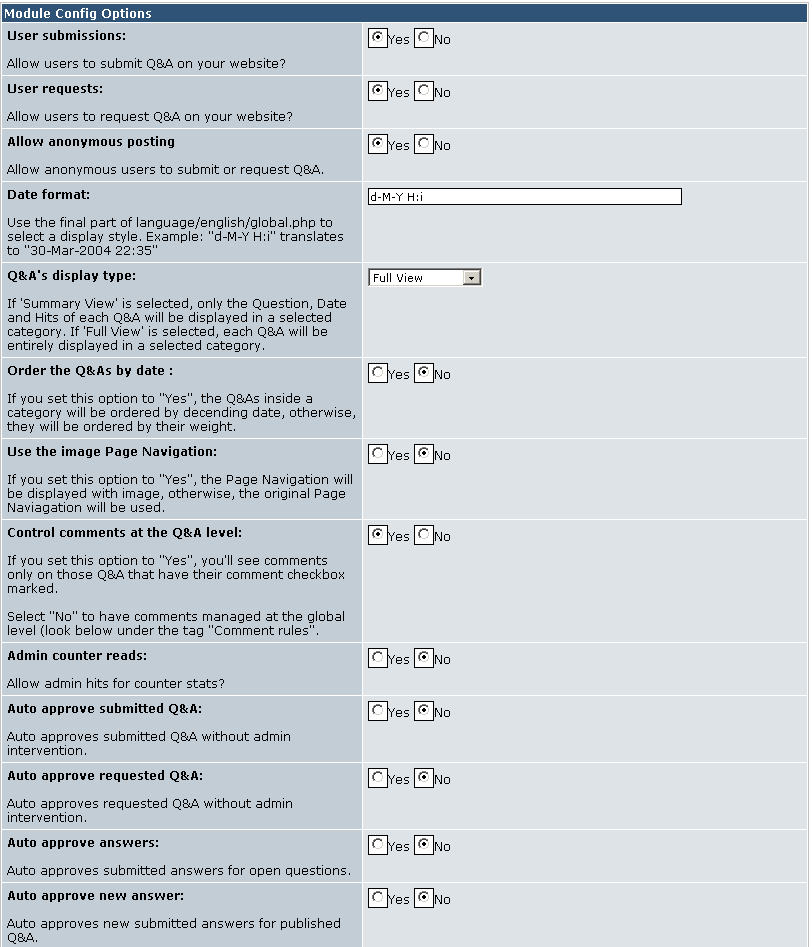 Module Config Options
User submissions:
Yes No
Allow users to submit Q&A on your website?
User requests:
Yes No
Allow users to request Q&A on your website?
Allow anonymous posting
Yes No
Allow anonymous users to submit or request Q&A.
Date format:
d-M-Y H:i
Use the final part of language/english/global.php to
select a display style. Example: "d-M-Y H:i" translates
to "30-Mar-2004 22:35"
Q&A's display type:
Full View
If 'Summary View' is selected, only the Question, Date
and Hits of each Q&A will be displayed in a selected
category. If 'Full View' is selected, each Q&A will be
entirely displayed in a selected category.
Order the Q&As by date :
Yes No
If you set this option to "Yes", the Q&As inside a
category will be ordered by decending date, otherwise,
they will be ordered by their weight.
Use the image Page Navigation:
Yes No
If you set this option to "Yes", the Page Navigation will
be displayed with image, otherwise, the original Page
Naviagation will be used.
Control comments at the Q&A level:
Yes No
If you set this option to "Yes", you'll see comments
only on those Q&A that have their comment checkbox
marked.
Select "No" to have comments managed at the global
level (look below under the tag "Comment rules".
Admin counter reads:
Yes No
Allow admin hits for counter stats?
Auto approve submitted Q&A:
Yes No
Auto approves submitted Q&A without admin
intervention.
Auto approve requested Q&A:
Yes No
Auto approves requested Q&A without admin
intervention.
Auto approve answers:
Yes No
Auto approves submitted answers for open questions.
Auto approve new answer:
Yes No
Auto approves new submitted answers for published
Q&A.